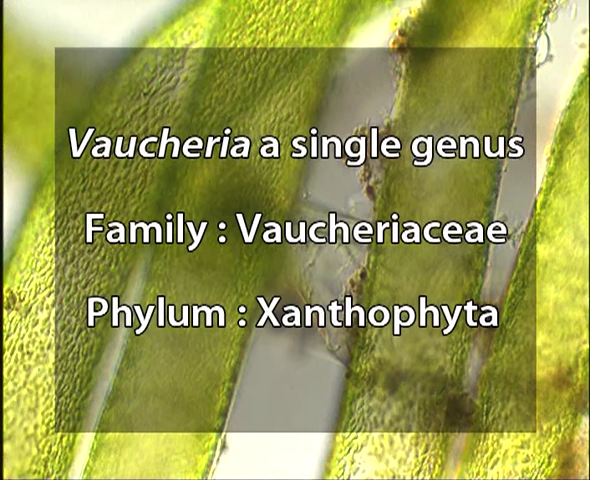 Vaucheria a single genus
Family : Vaucheriaceae
Phylum : Xanthophyta